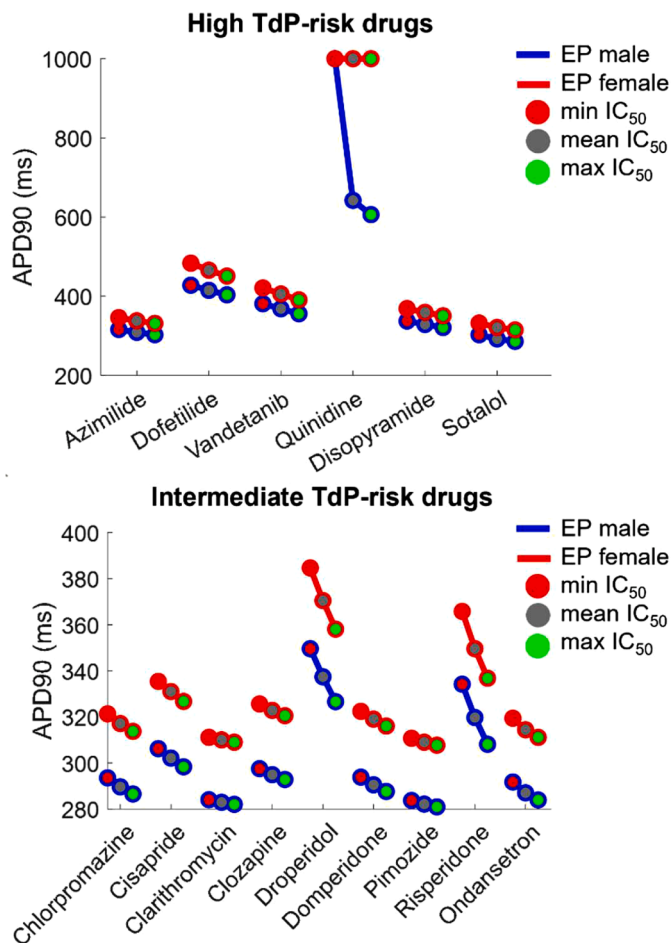 High TdP-risk drugs
APD90 (ms)
1000
800
600
400
200
Azimilide
Dofetilide
Vandetanib
Quinidine
Disopyramide
Sotalol
EP male
EP female
min IC50
mean IC50
max IC50
Intermediate TdP-risk drugs
APD90 (ms)
400
380
360
340
320
300
280
Chlorpromazine
Cisapride
Clarithromycin
Clozapine
Droperidol
Domperidone
Pimozide
Risperidone
Ondansetron
EP male
EP female
min IC50
mean IC50
max IC50